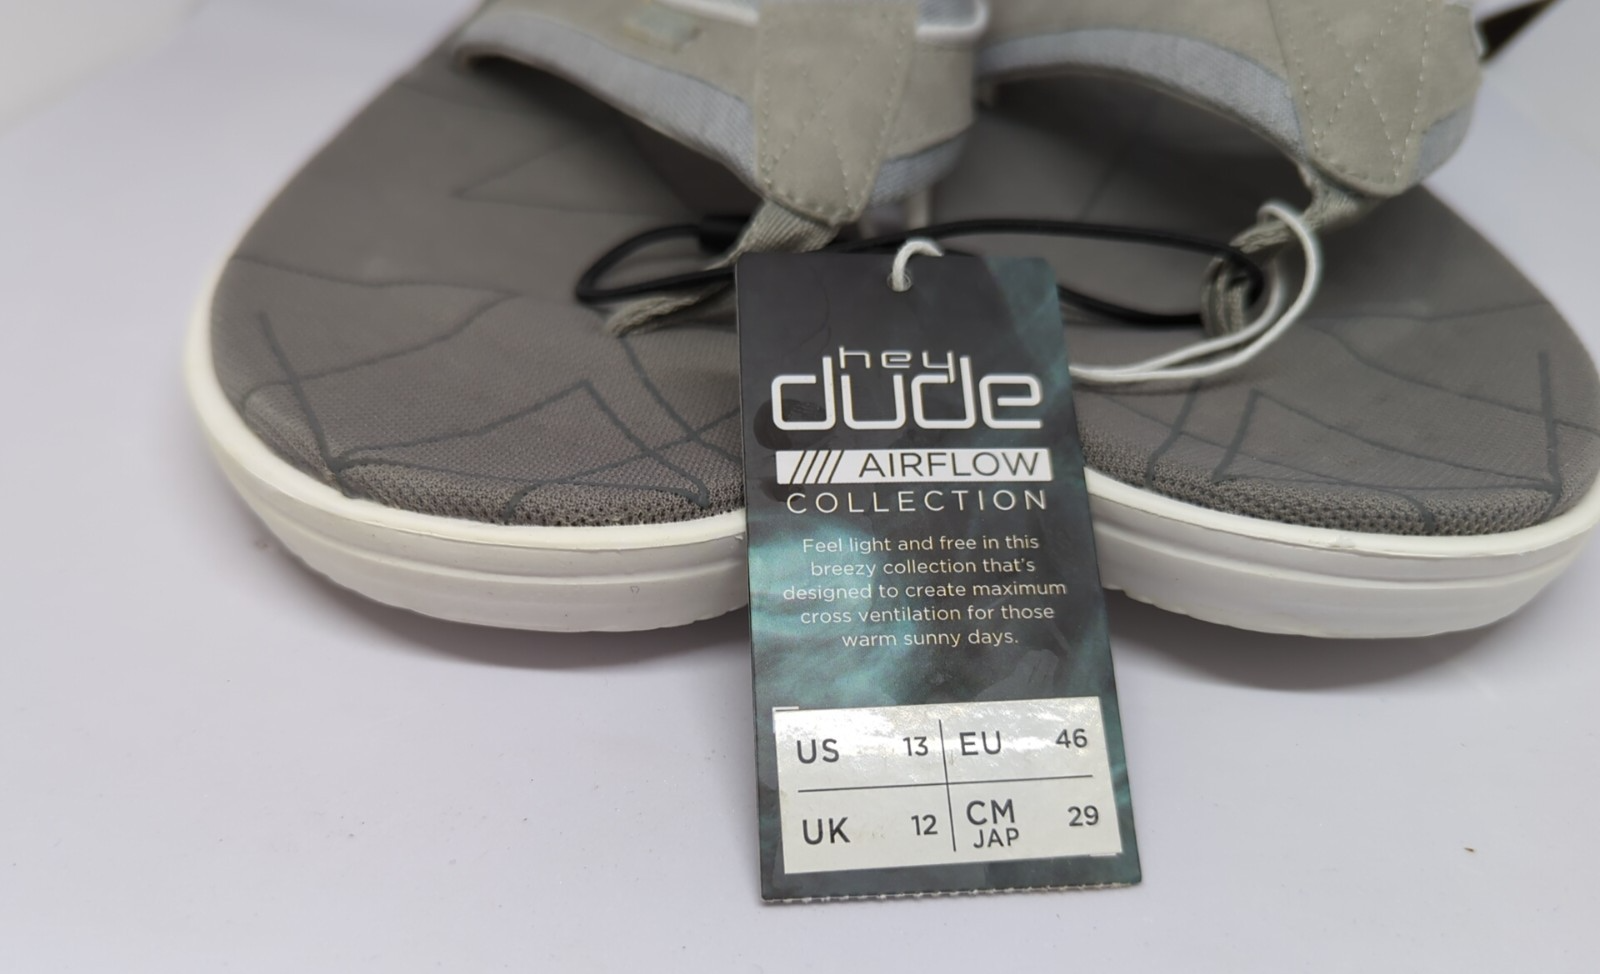 hey
dude
//// AIRFLOW
COLLECTION
Feel light and free in this
breezy collection that's
designed to create maximum
cross ventilation for those
warm sunny days.
US 13 EU 46
UK 12 CM JAP 29